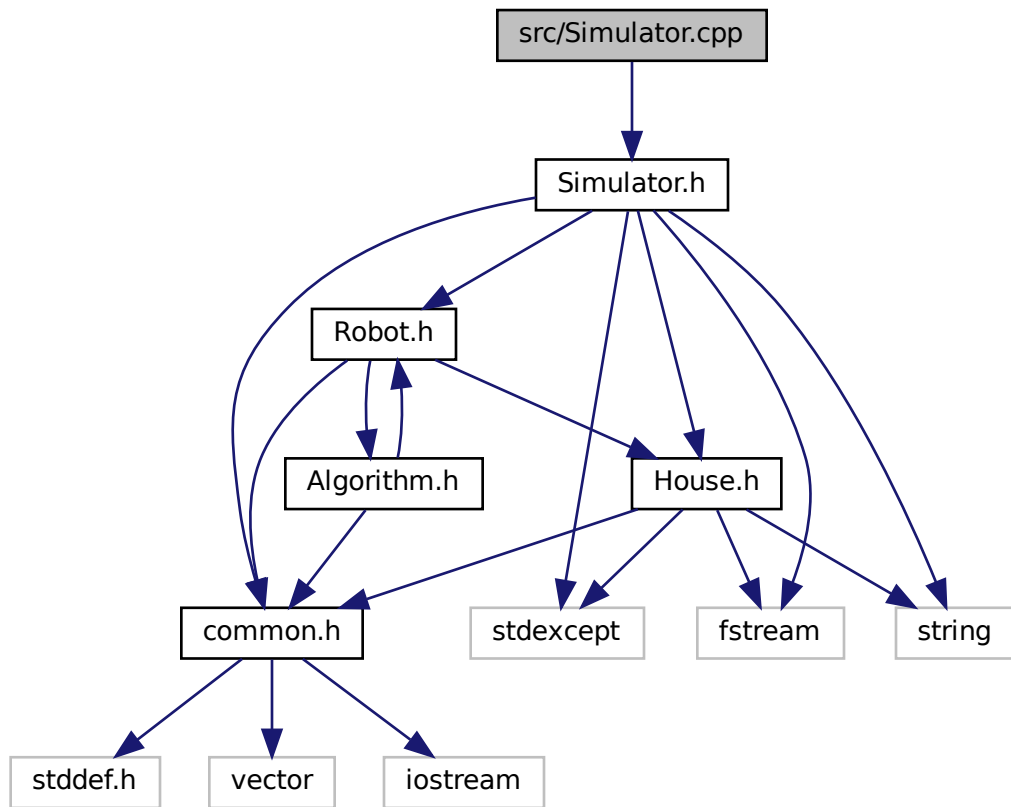 src/Simulator.cpp
Simulator.h
Robot.h
Algorithm.h
House.h
common.h
stdexcept
fstream
string
stddef.h
vector
iostream